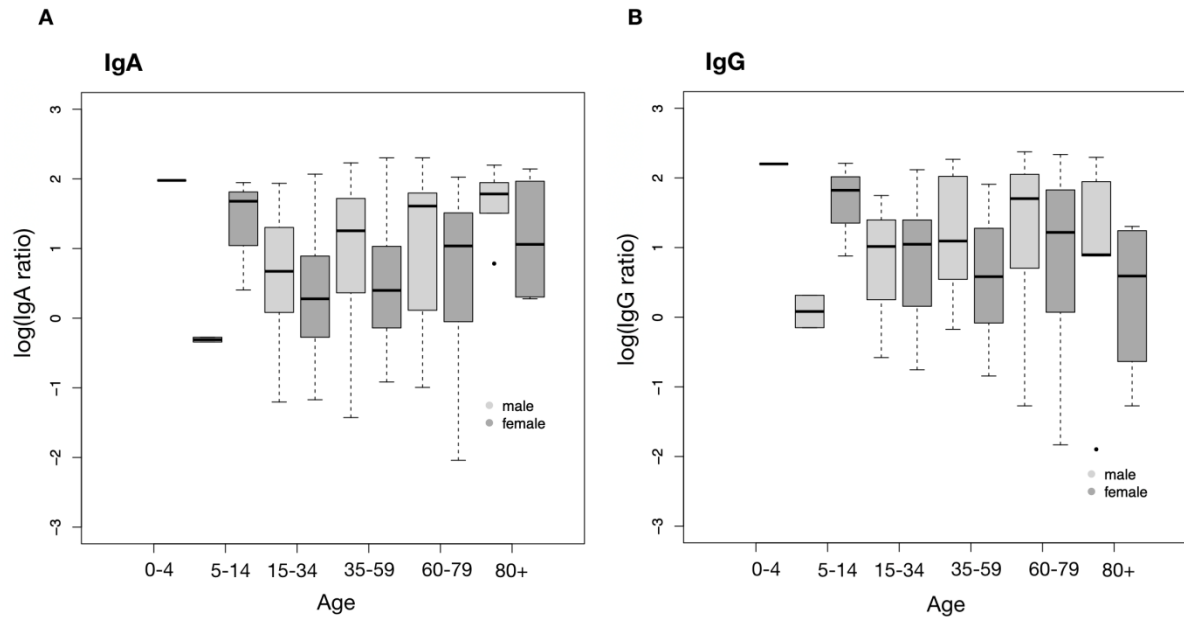 A
IgA
log(IgA ratio)
3
2
1
0
−1
−2
−3
male
female
0-4
5-14
15-34
35-59
60-79
80+
Age
B
IgG
log(IgG ratio)
3
2
1
0
−1
−2
−3
male
female
0-4
5-14
15-34
35-59
60-79
80+
Age